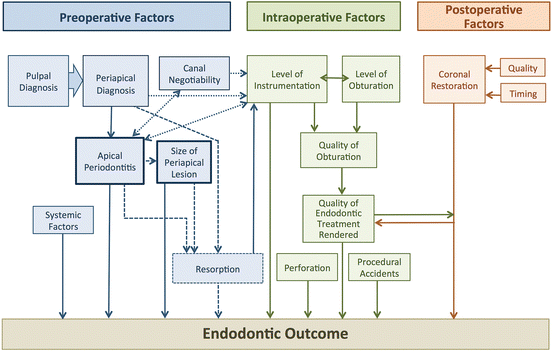 Preoperative Factors
Intraoperative Factors
Postoperative
Factors
Pulpal
Diagnosis
Periapical
Diagnosis
Canal
Negotiability
Level of
Instrumentation
Level of
Obturation
Coronal
Restoration
Quality
Timing
Apical
Periodontitis
Size of
Periapical
Lesion
Quality of
Obturation
Systemic
Factors
Quality of
Endodontic
Treatment
Rendered
Resorption
Perforation
Procedural
Accidents
Endodontic Outcome